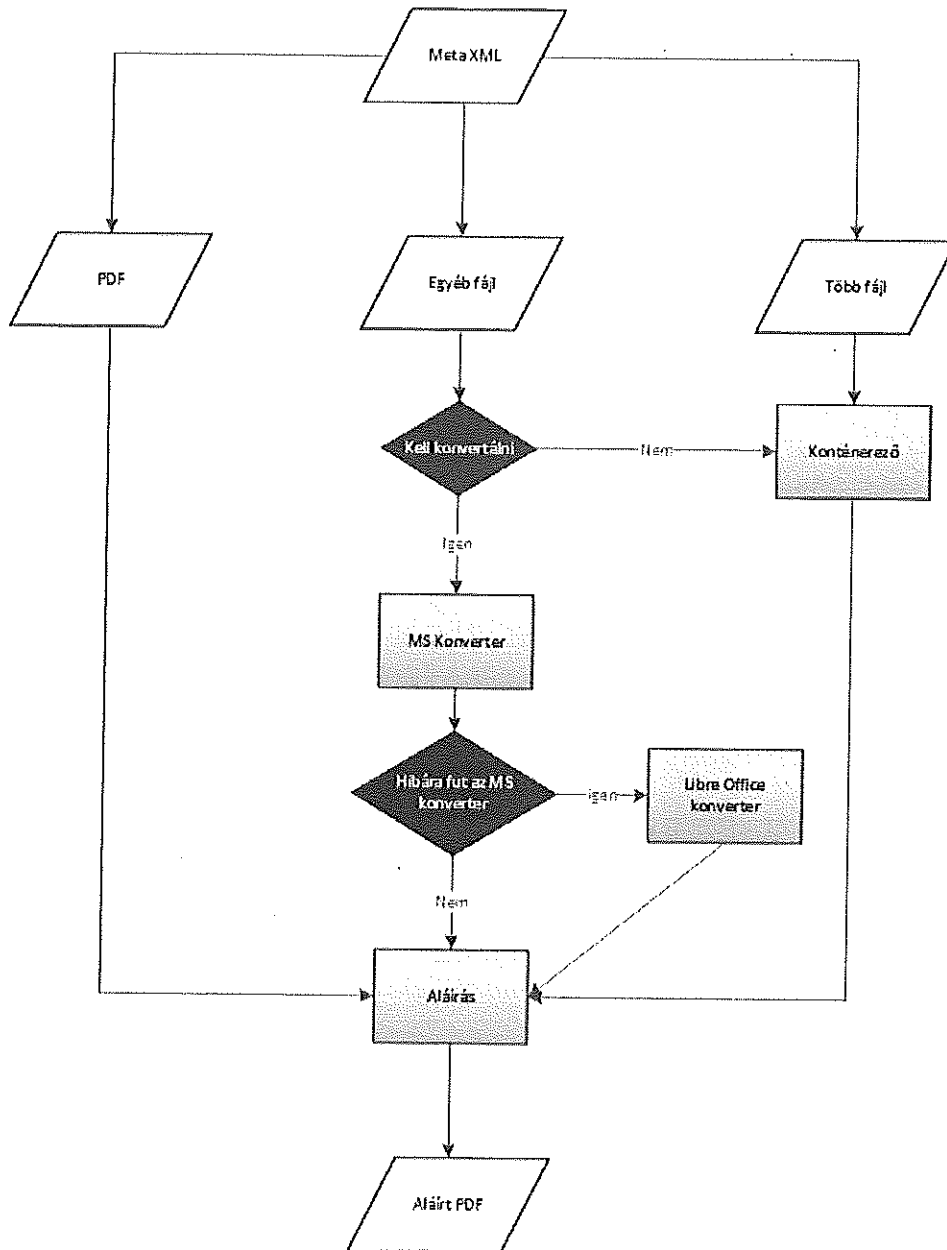 Meta XML
PDF
Egyéb fájl
Több fájl
Kell konvertálni
Nem
Konténerező
Igen
MS Konverter
Hibára fut az MS
konverter
Igen
Libre Office
konverter
Nem
Aláírás
Aláírt PDF